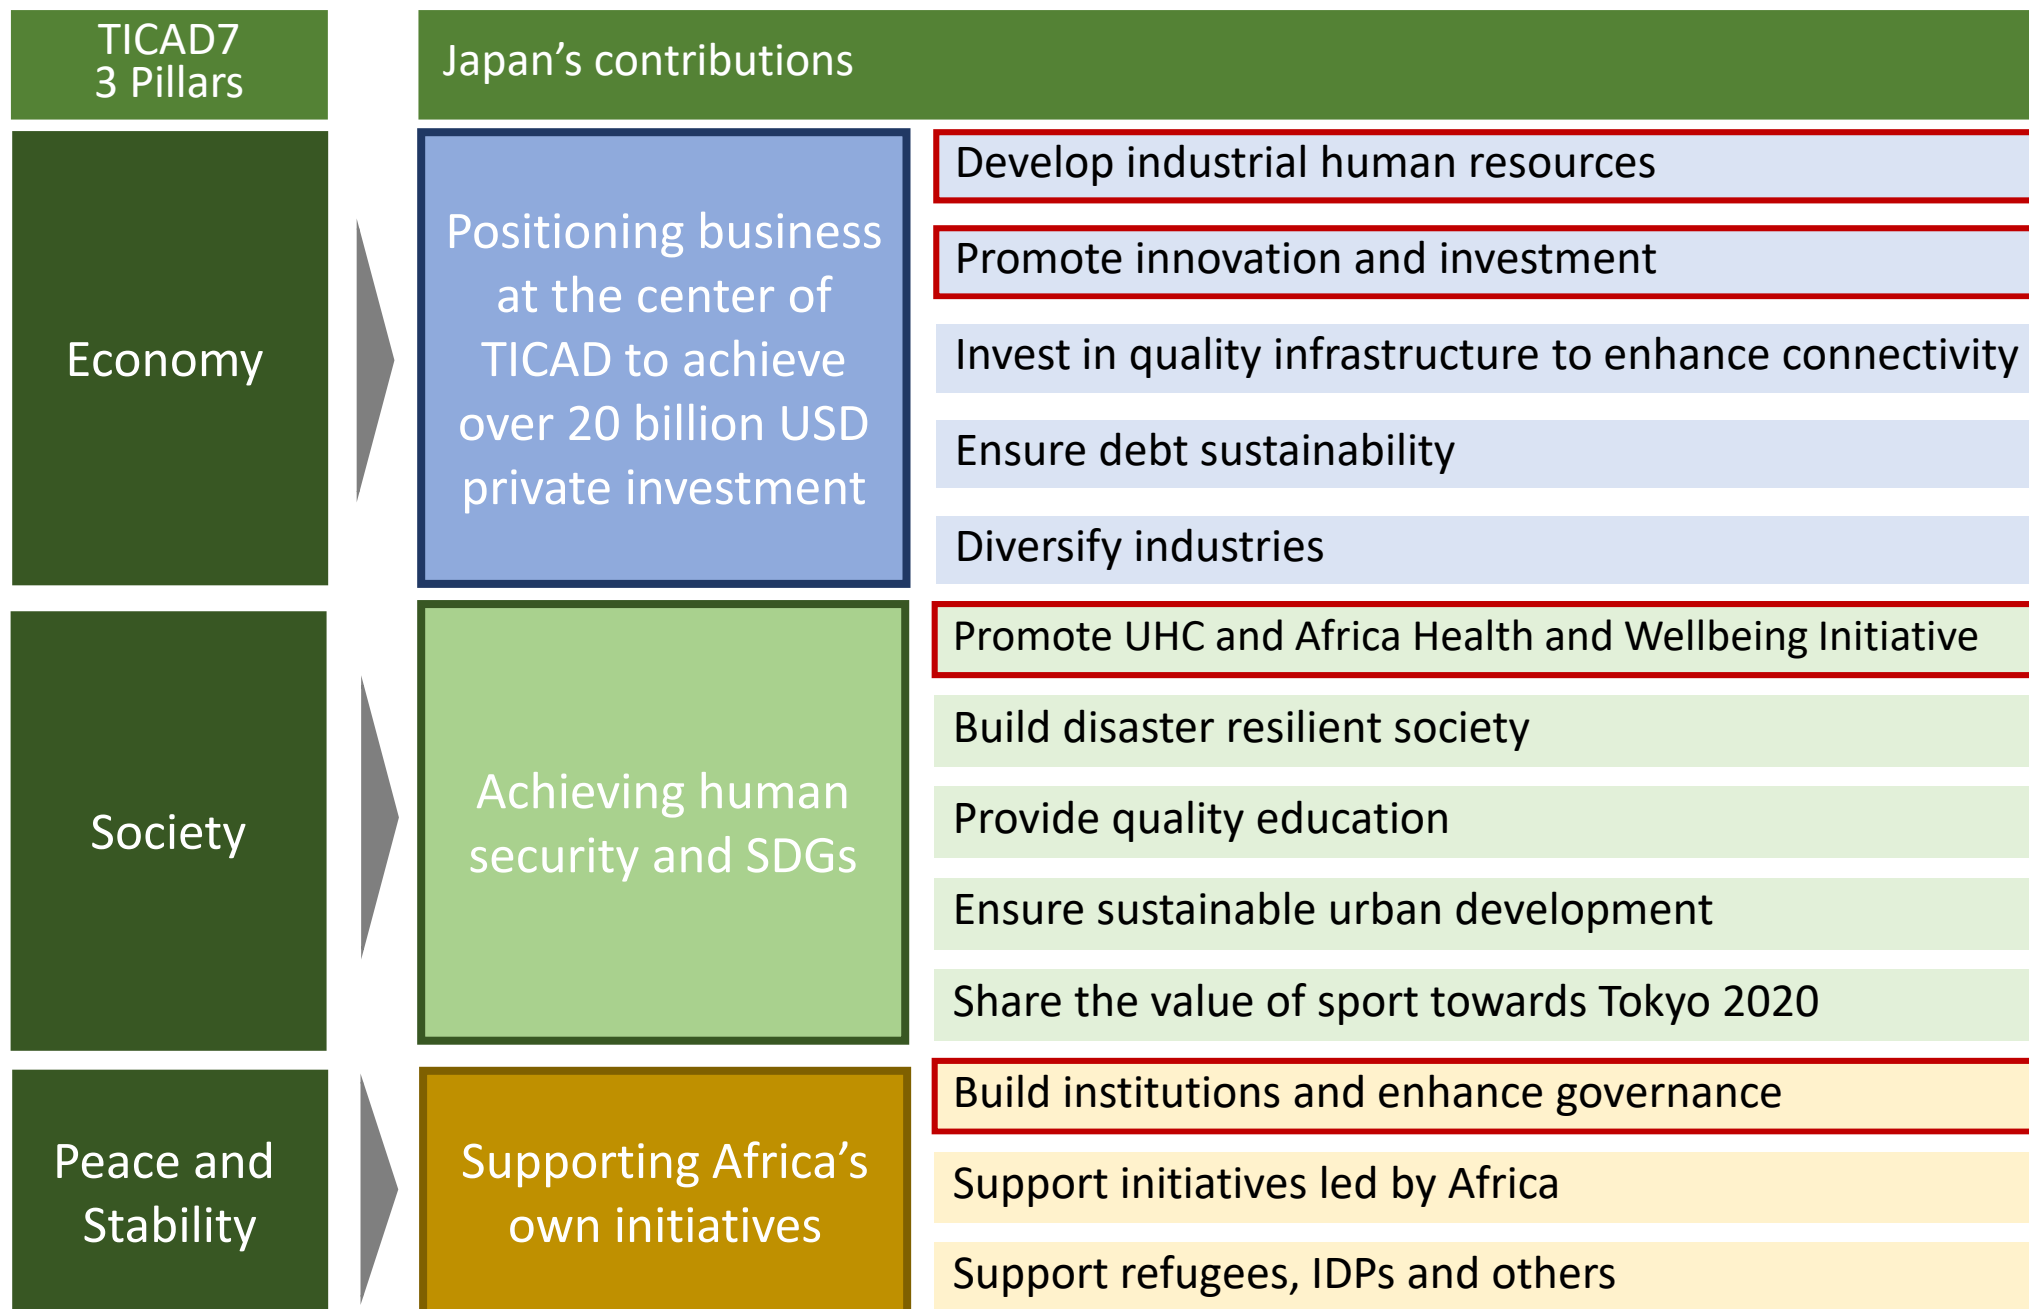 TICAD7
3 Pillars
Japan’s contributions
Economy
Positioning business
at the center of
TICAD to achieve
over 20 billion USD
private investment
Develop industrial human resources
Promote innovation and investment
Invest in quality infrastructure to enhance connectivity
Ensure debt sustainability
Diversify industries
Society
Achieving human
security and SDGs
Promote UHC and Africa Health and Wellbeing Initiative
Build disaster resilient society
Provide quality education
Ensure sustainable urban development
Share the value of sport towards Tokyo 2020
Peace and
Stability
Supporting Africa’s
own initiatives
Build institutions and enhance governance
Support initiatives led by Africa
Support refugees, IDPs and others